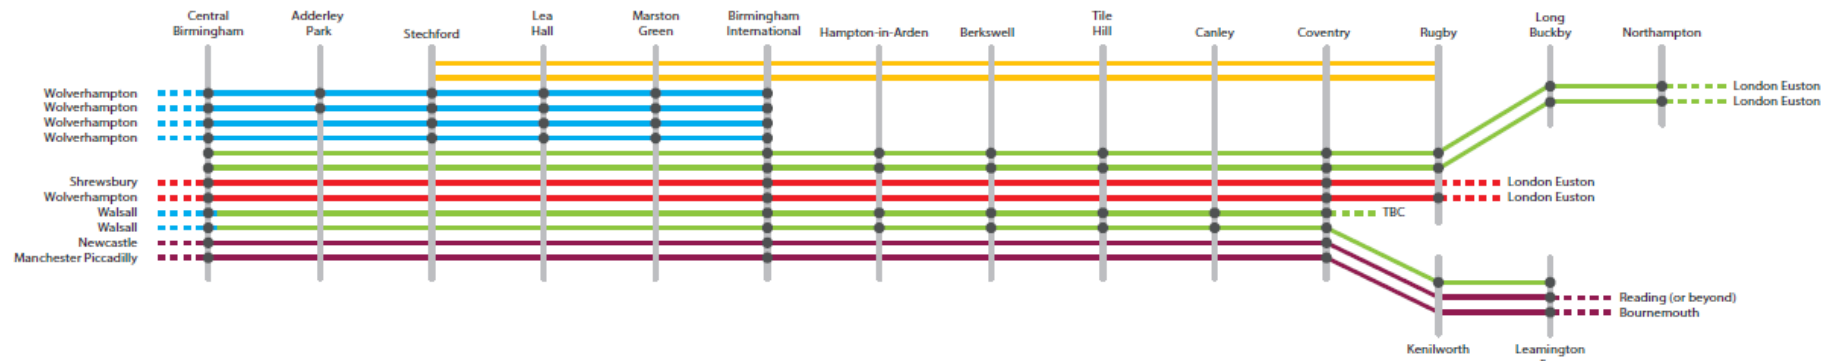 Central
Birmingham
Adderley
Park
Stechford
Lea
Hall
Marston
Green
Birmingham
International
Hampton-in-Arden
Berkswell
Tile
Hill
Canley
Coventry
Rugby
Long
Buckby
Northampton
Wolverhampton
Wolverhampton
Wolverhampton
Wolverhampton
Shrewsbury
Wolverhampton
Walsall
Walsall
Newcastle
Manchester Piccadilly
London Euston
London Euston
London Euston
London Euston
TBC
Reading (or beyond)
Bournemouth
Kenilworth
Leamington